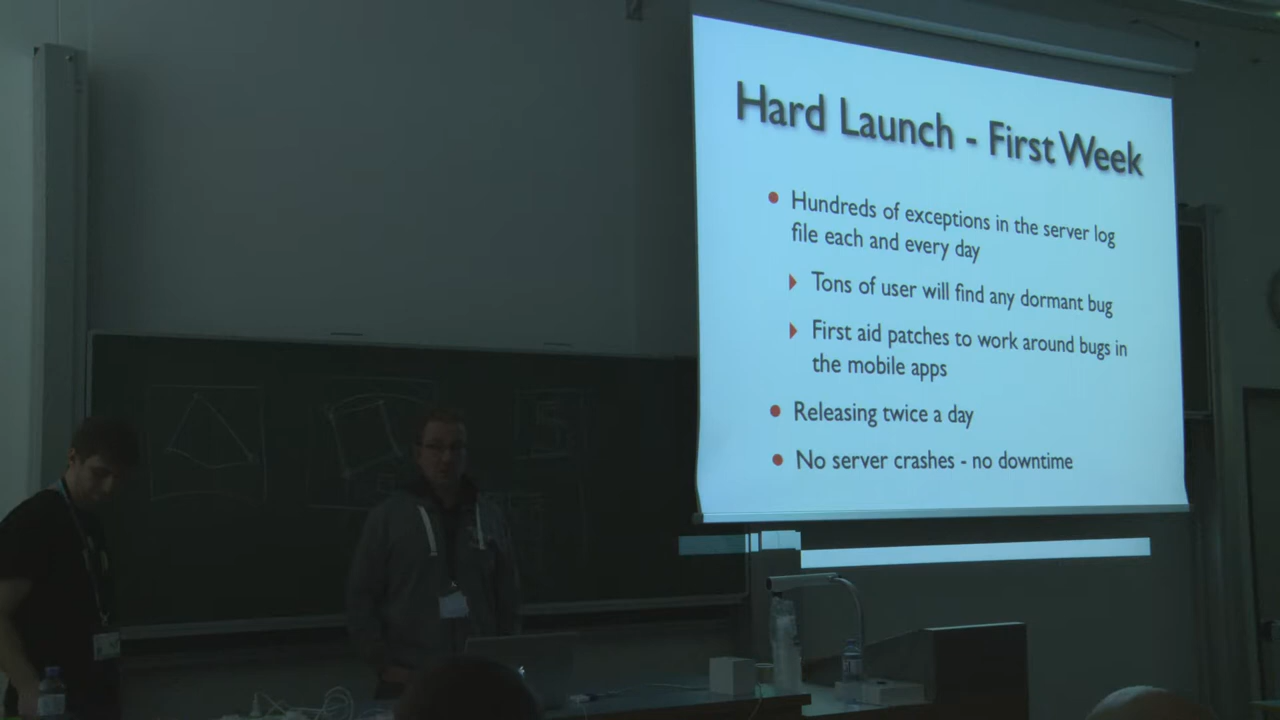 Hard Launch - First Week
Hundreds of exceptions in the server log
file each and every day
Tons of user will find any dormant bug
First aid patches to work around bugs in
the mobile apps
Releasing twice a day
No server crashes - no downtime